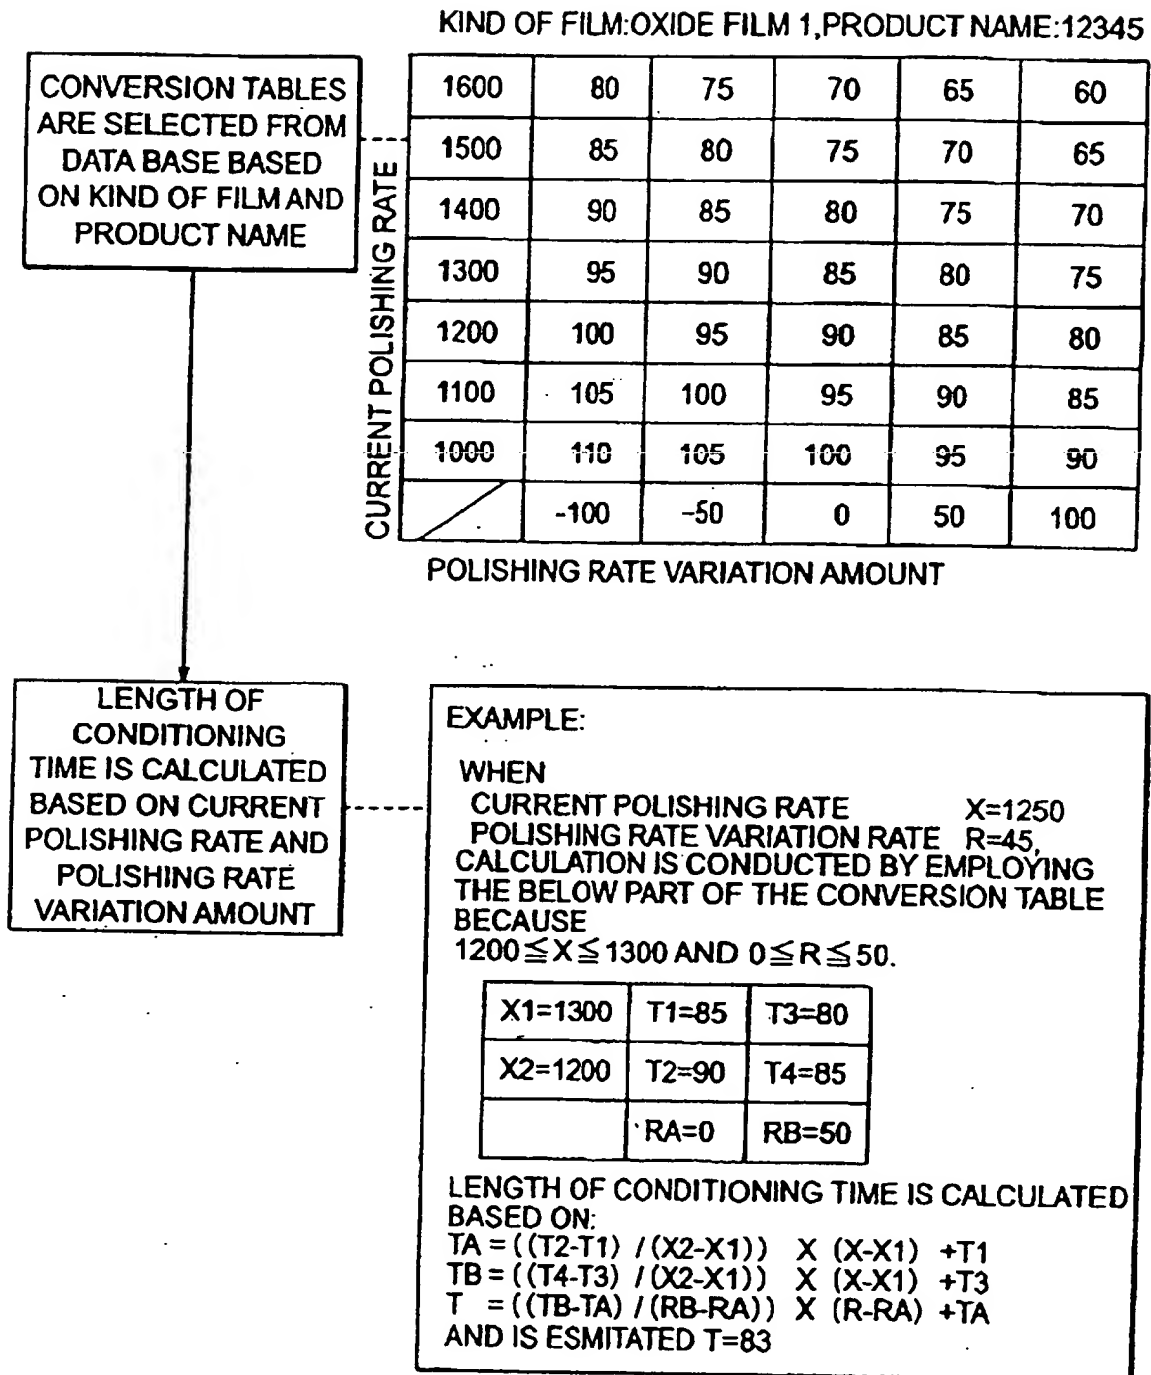 KIND OF FILM:OXIDE FILM 1,PRODUCT NAME:12345
CONVERSION TABLES
ARE SELECTED FROM
DATA BASE BASED
ON KIND OF FILM AND
PRODUCT NAME
CURRENT POLISHING RATE
1600 80 75 70 65 60
1500 85 80 75 70 65
1400 90 85 80 75 70
1300 95 90 85 80 75
1200 100 95 90 85 80
1100 105 100 95 90 85
1000 110 105 100 95 90
-100 -50 0 50 100
POLISHING RATE VARIATION AMOUNT
LENGTH OF
CONDITIONING
TIME IS CALCULATED
BASED ON CURRENT
POLISHING RATE AND
POLISHING RATE
VARIATION AMOUNT
EXAMPLE:
WHEN
CURRENT POLISHING RATE X=1250
POLISHING RATE VARIATION RATE R=45,
CALCULATION IS CONDUCTED BY EMPLOYING
THE BELOW PART OF THE CONVERSION TABLE
BECAUSE
1200≦X≦1300 AND 0≦R≦50.
X1=1300 T1=85 T3=80
X2=1200 T2=90 T4=85
RA=0 RB=50
LENGTH OF CONDITIONING TIME IS CALCULATED
BASED ON:
TA = ((T2-T1) /(X2-X1)) X (X-X1) +T1
TB = ((T4-T3) /(X2-X1)) X (X-X1) +T3
T = ((TB-TA) /(RB-RA)) X (R-RA) +TA
AND IS ESMITATED T=83